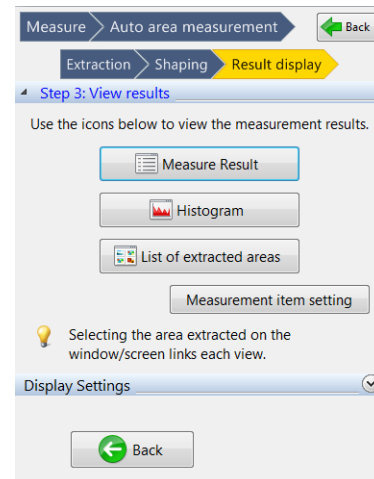 Measure Auto area measurement Back
Extraction Shaping Result display
Step 3: View results
Use the icons below to view the measurement results.
Measure Result
Histogram
List of extracted areas
Measurement item setting
Selecting the area extracted on the
window/screen links each view.
Display Settings
Back